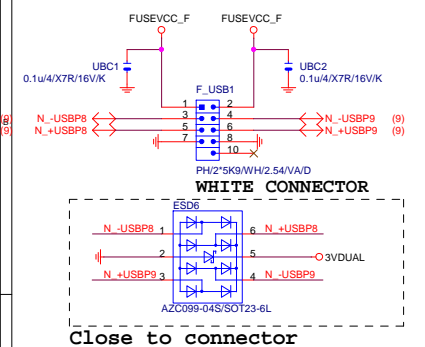 FUSEVCC_F FUSEVCC_F
UBC1
0.1u/4/X7R/16V/K
UBC2
0.1u/4/X7R/16V/K
F_USB1
1 2
N_-USBP8 3 4 N_-USBP9 (9)
N_+USBP8 5 6 N_+USBP9 (9)
7 8
10
PH/2*5K9/WH/2.54/VA/D
WHITE CONNECTOR
ESD6
N_-USBP8 1 6 N_+USBP8
2 5 3VDUAL
N_+USBP9 3 4 N_-USBP9
AZC099-04S/SOT23-6L
Close to connector